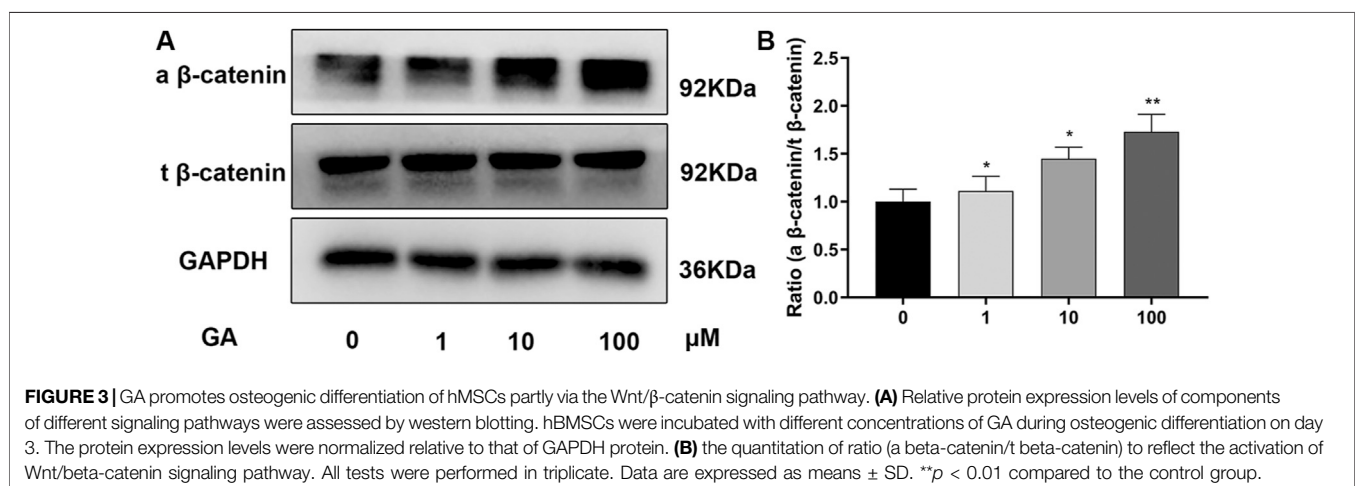 A
a β-catenin
92KDa
t β-catenin
92KDa
GAPDH
36KDa
GA 0 1 10 100 μM
B
Ratio (a β-catenin/t β-catenin)
2.5
2.0
1.5
1.0
0.5
0.0
* * **
0 1 10 100
FIGURE 3 | GA promotes osteogenic differentiation of hMSCs partly via the Wnt/β-catenin signaling pathway. (A) Relative protein expression levels of components
of different signaling pathways were assessed by western blotting. hBMSCs were incubated with different concentrations of GA during osteogenic differentiation on day
3. The protein expression levels were normalized relative to that of GAPDH protein. (B) the quantitation of ratio (a beta-catenin/t beta-catenin) to reflect the activation of
Wnt/beta-catenin signaling pathway. All tests were performed in triplicate. Data are expressed as means ± SD. **p < 0.01 compared to the control group.